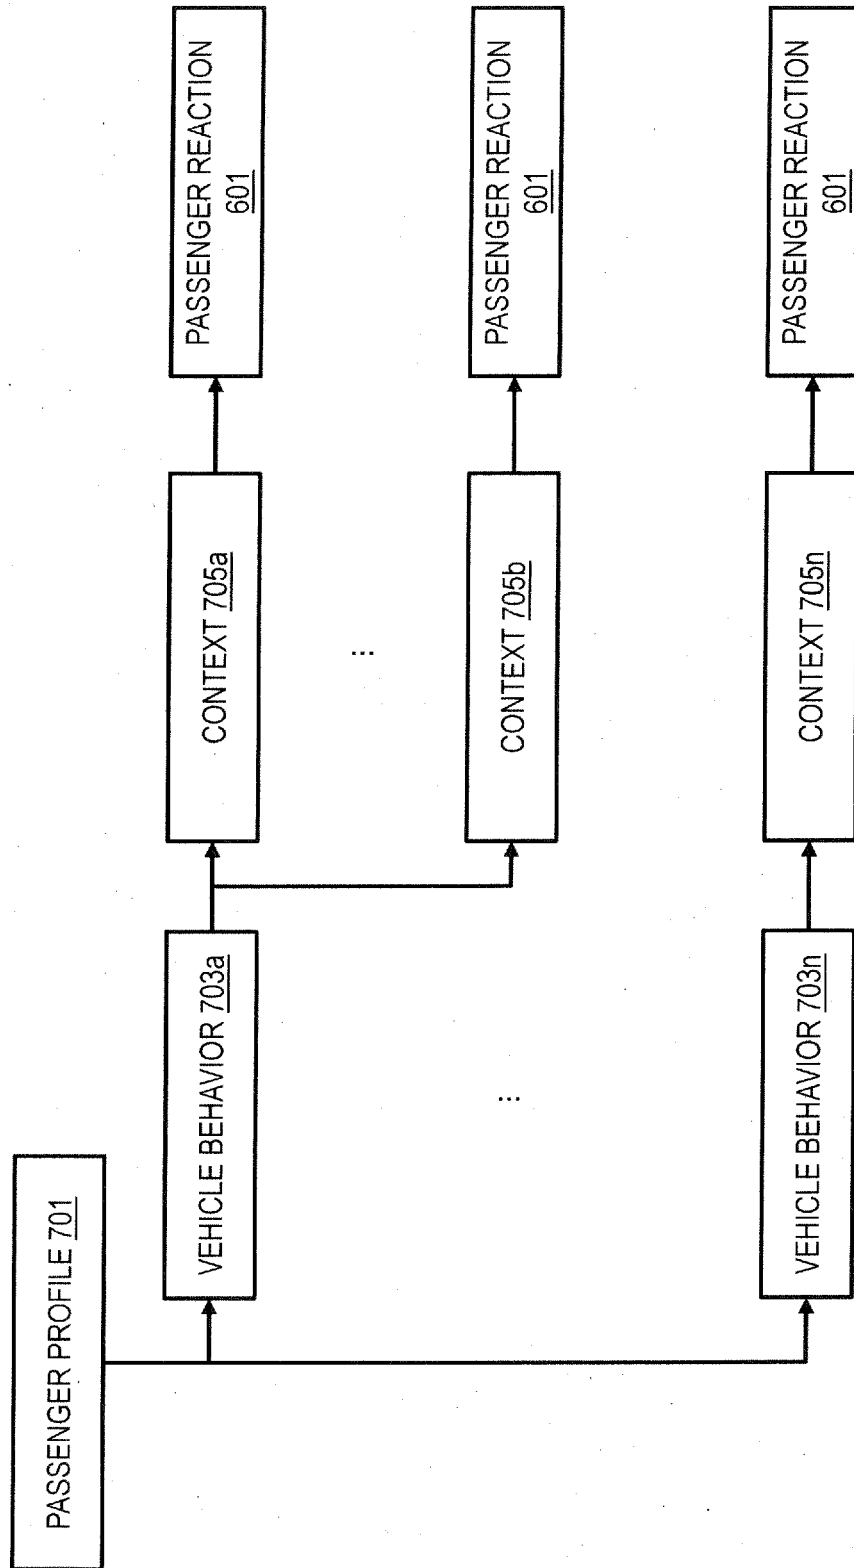 PASSENGER PROFILE 701
VEHICLE BEHAVIOR 703a
CONTEXT 705a
PASSENGER REACTION
601
...
CONTEXT 705b
PASSENGER REACTION
601
...
VEHICLE BEHAVIOR 703n
CONTEXT 705n
PASSENGER REACTION
601